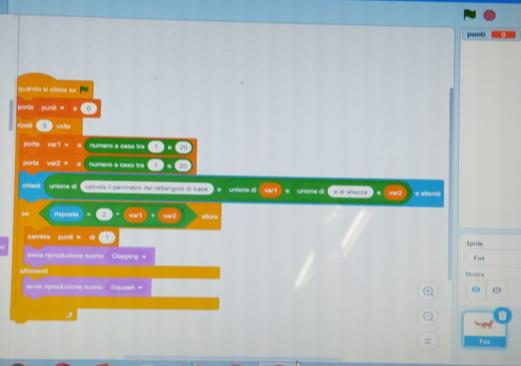 punti 0
quando si clicca su
porta punti a 0
ripeti 3 volte
porta var1 a numero a caso tra 1 e 20
porta var2 a numero a caso tra 1 e 20
chiedi unione di calcola il perimetro del rettangolo di base e unione di var1 e unione di e di altezza e var2 e attendi
se risposta = 2 * var1 + var2 allora
cambia punti di 1
avvia riproduzione suono Clapping
altrimenti
avvia riproduzione suono Squawk
Sprite
Fox
Mostra
Fox